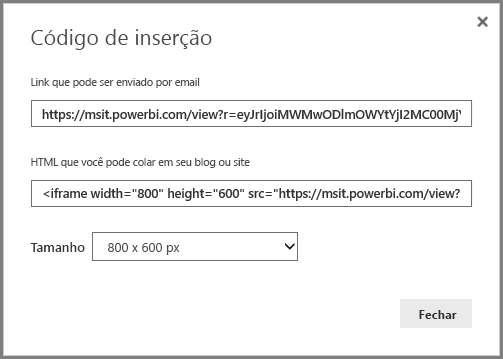 Código de inserção
Link que pode ser enviado por email
https://msit.powerbi.com/view?r=eyJrIjoiMWMwODlmOWYtYjI2MC00Mj
HTML que você pode colar em seu blog ou site
<iframe width="800" height="600" src="https://msit.powerbi.com/view?
Tamanho 800 x 600 px
Fechar